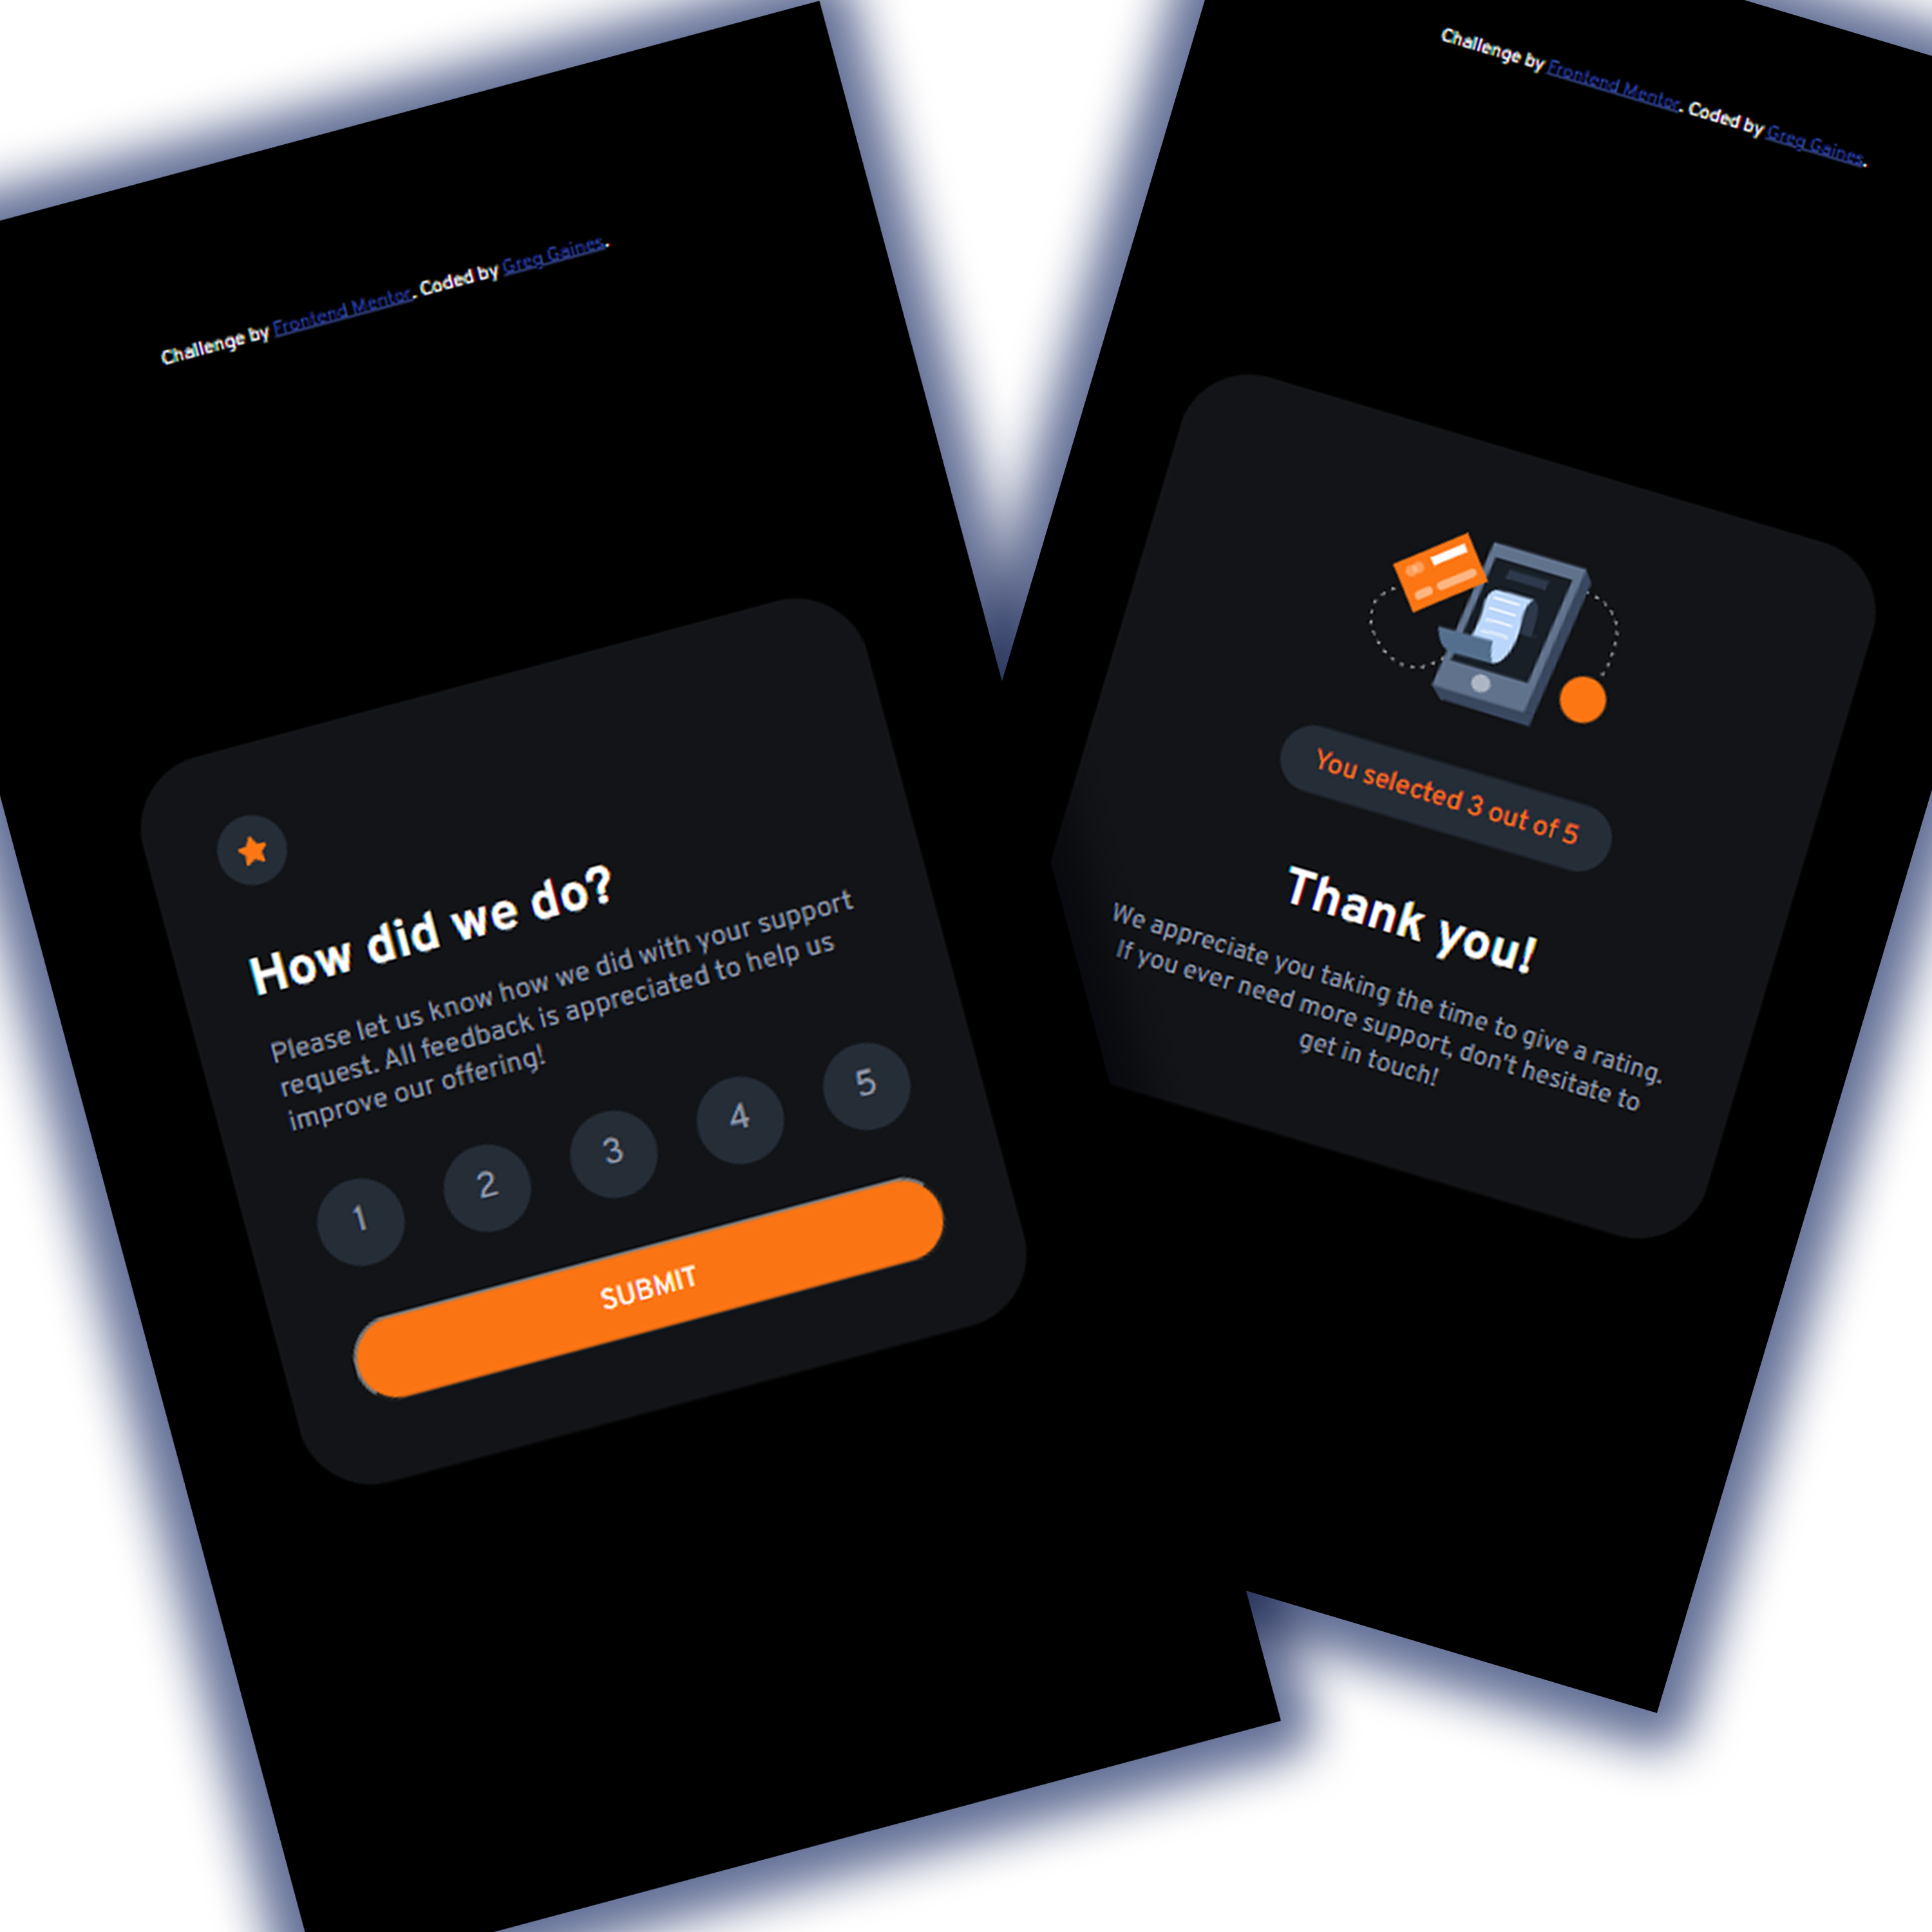 Challenge by Frontend Mentor. Coded by Greg Gaines.
How did we do?
Please let us know how we did with your support
request. All feedback is appreciated to help us
improve our offering!
1 2 3 4 5
SUBMIT
Challenge by Frontend Mentor. Coded by Greg Gaines.
You selected 3 out of 5
Thank you!
We appreciate you taking the time to give a rating.
If you ever need more support, don't hesitate to
get in touch!